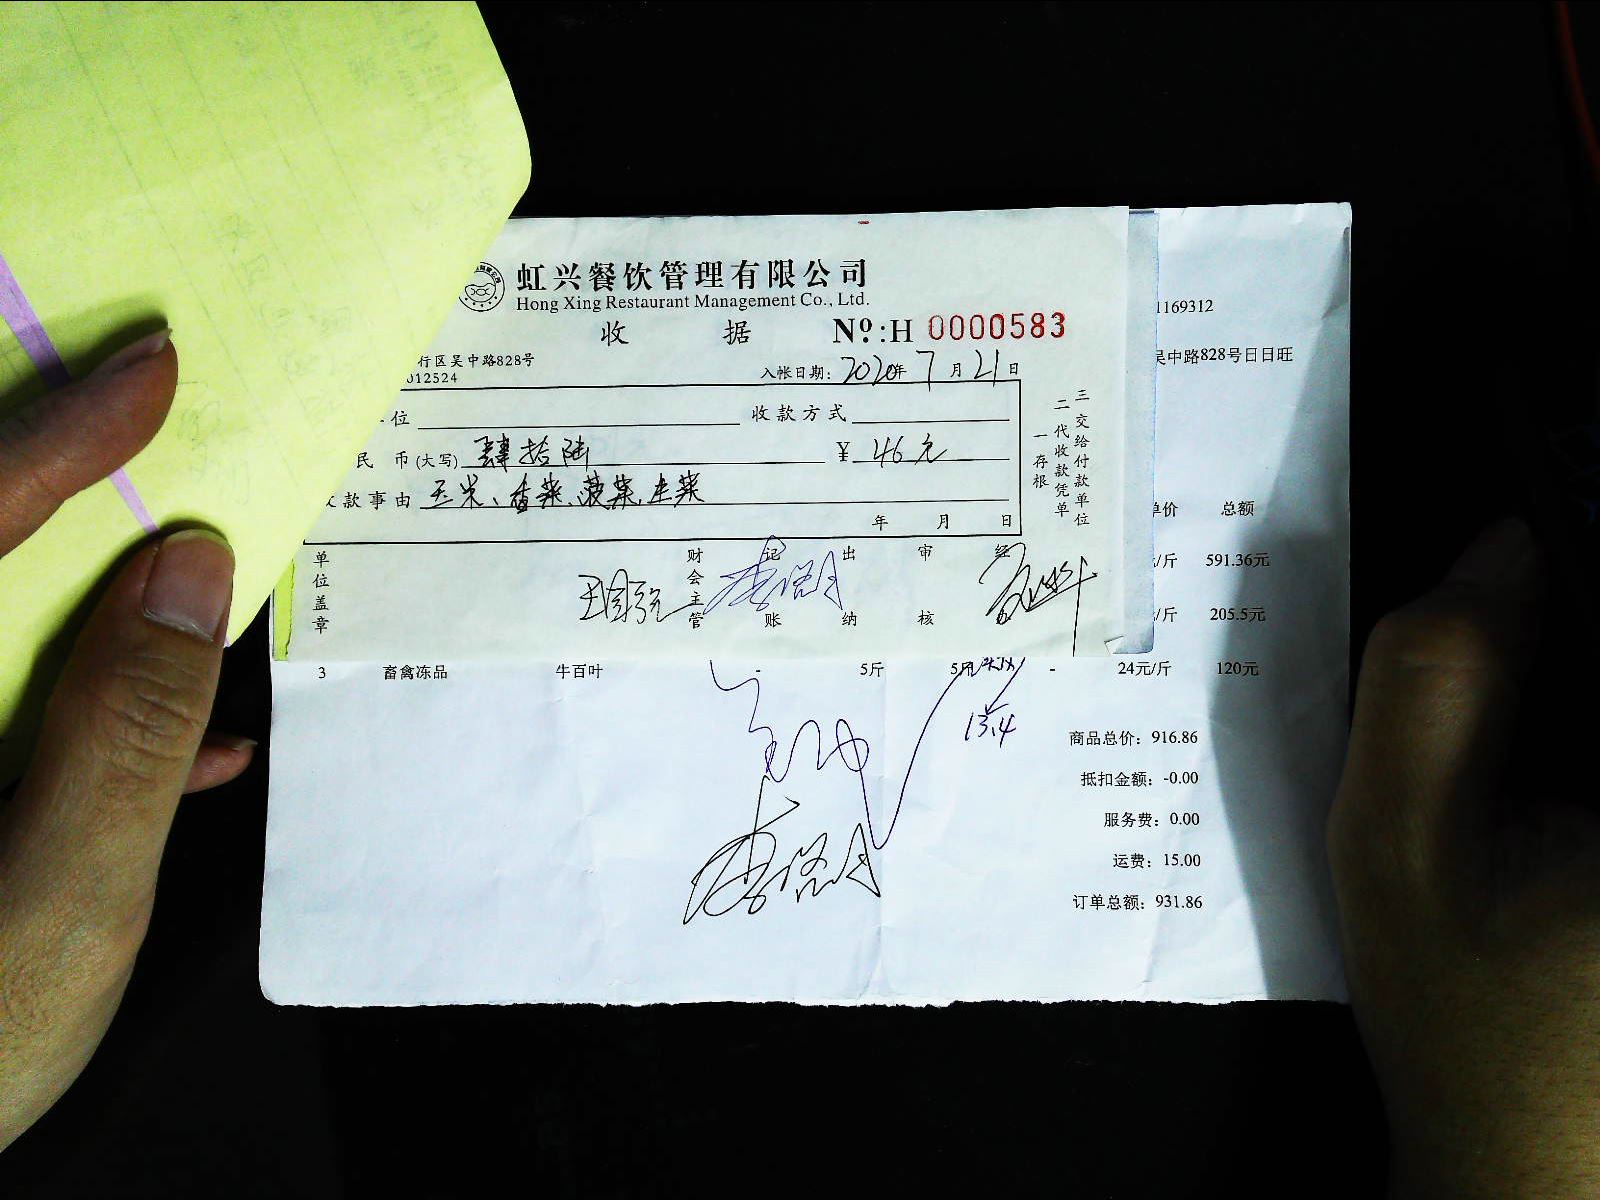 虹兴餐饮管理有限公司
Hong Xing Restaurant Management Co., Ltd.
收 据 №:H 0000583
行区吴中路828号
012524
入帐日期: 2020年 7月 21日
位 收款方式
民 币(大写) 肆拾陆 ¥ 46元
款事由 玉米、香菜、菠菜、生菜
年 月 日
一存根
二代收款凭单
三交给付款单位
单位盖章 财会主管 记账 出纳 审核 经
1169312
吴中路828号日日旺
单价 总额
/斤 591.36元
/斤 205.5元
3 畜禽冻品 牛百叶 - 5斤 5斤 - 24元/斤 120元
13.4
商品总价: 916.86
抵扣金额: -0.00
服务费: 0.00
运费: 15.00
订单总额: 931.86